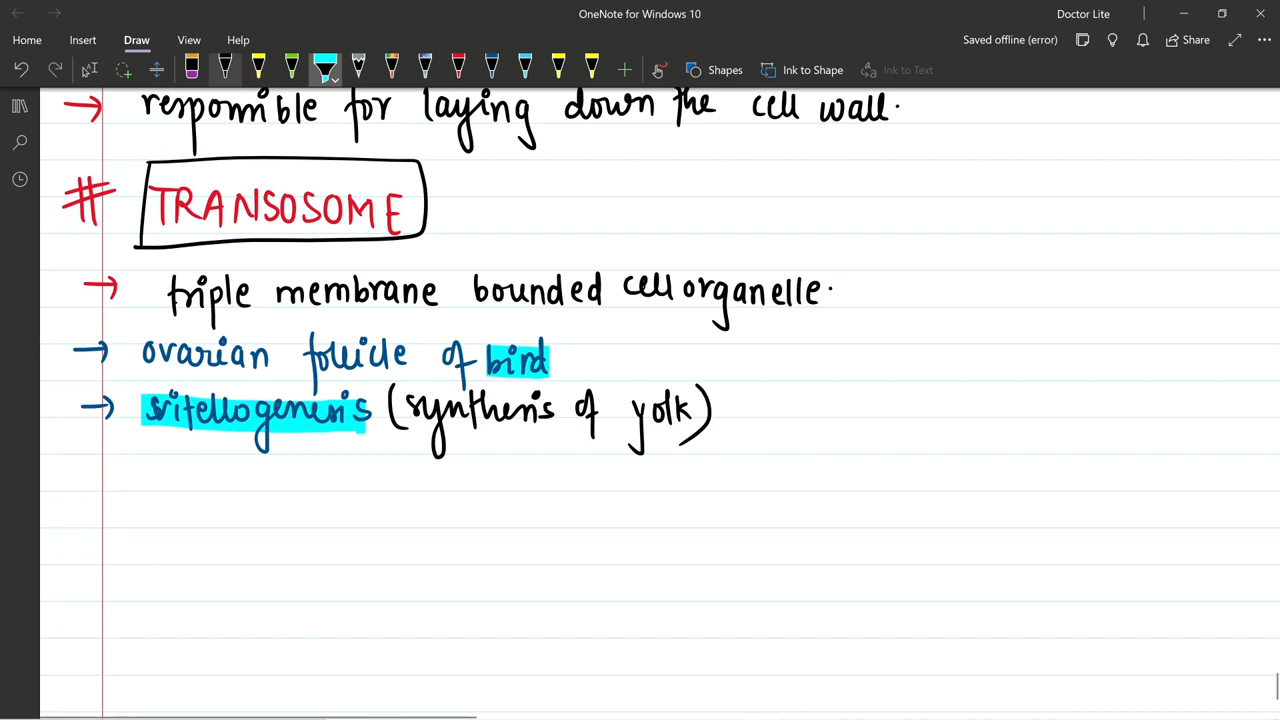 OneNote for Windows 10
Doctor Lite
Home Insert Draw View Help
Saved offline (error)
Share
Shapes
Ink to Shape
Ink to Text
→ responsible for laying down the cell wall.
# TRANSOSOME
→ triple membrane bounded cell organelle.
→ ovarian follicle of bird
→ vitellogenesis (synthesis of yolk)